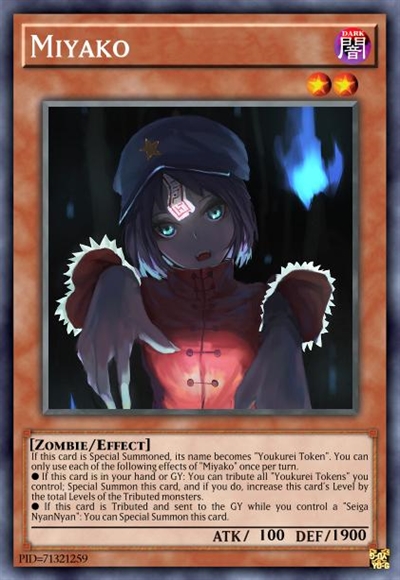 MIYAKO
DARK
闇
[ZOMBIE/EFFECT]
If this card is Special Summoned, its name becomes "Youkurei Token". You can
only use each of the following effects of "Miyako" once per turn.
● If this card is in your hand or GY: You can tribute all "Youkurei Tokens" you
control; Special Summon this card, and if you do, increase this card's Level by
the total Levels of the Tributed monsters.
● If this card is Tributed and sent to the GY while you control a "Seiga
NyanNyan": You can Special Summon this card.
ATK/ 100 DEF/1900
PID=71321259